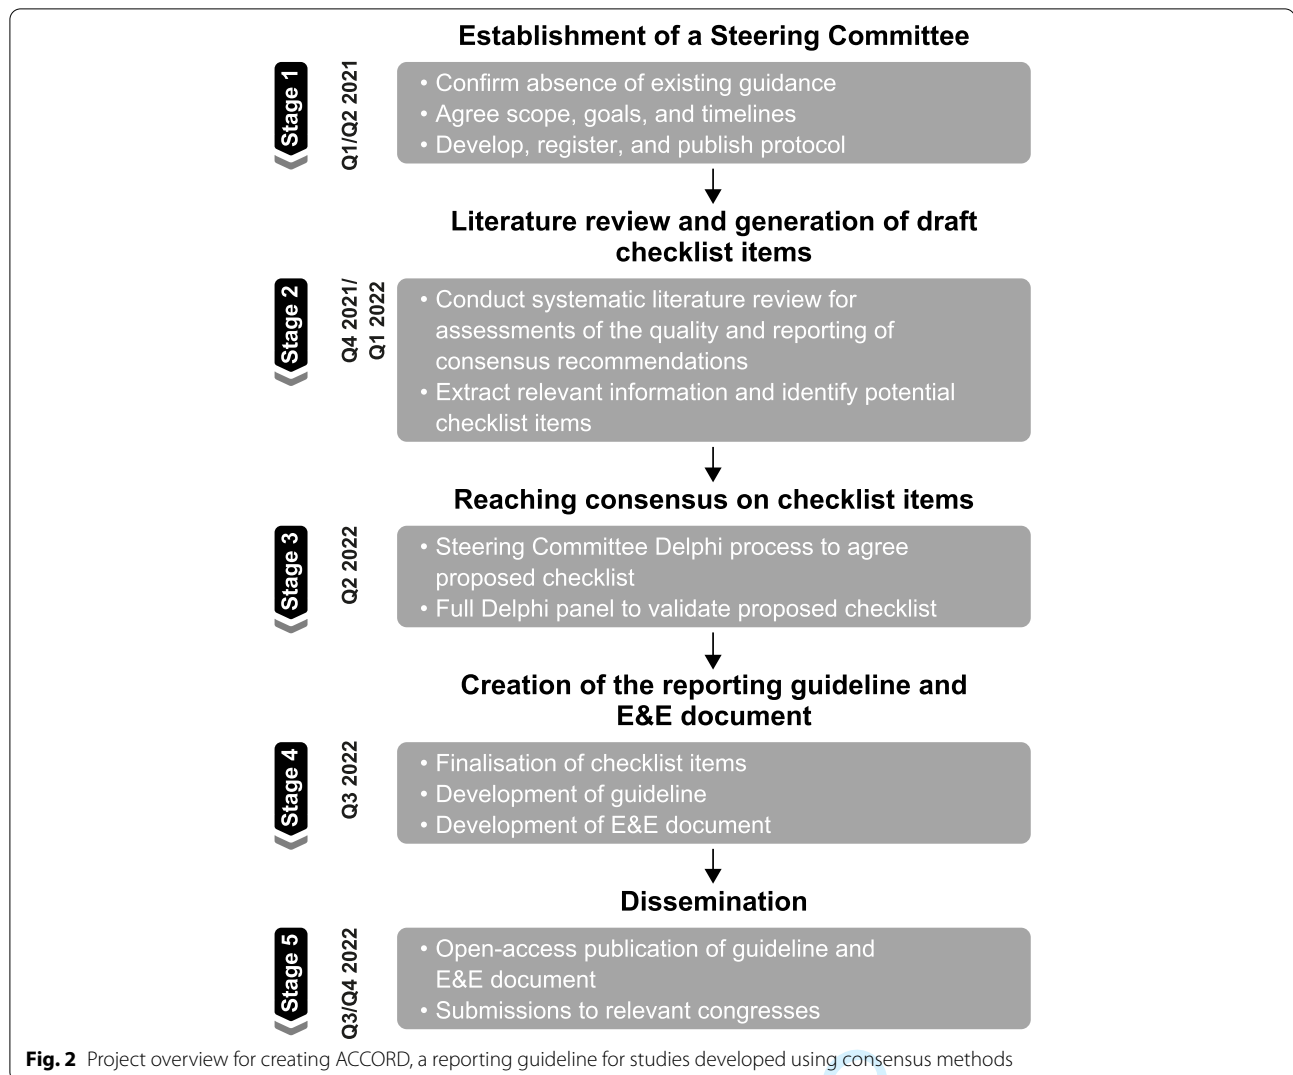 Establishment of a Steering Committee
Stage 1
Q1/Q2 2021
• Confirm absence of existing guidance
• Agree scope, goals, and timelines
• Develop, register, and publish protocol
Literature review and generation of draft
checklist items
Stage 2
Q4 2021/
Q1 2022
• Conduct systematic literature review for
assessments of the quality and reporting of
consensus recommendations
• Extract relevant information and identify potential
checklist items
Reaching consensus on checklist items
Stage 3
Q2 2022
• Steering Committee Delphi process to agree
proposed checklist
• Full Delphi panel to validate proposed checklist
Creation of the reporting guideline and
E&E document
Stage 4
Q3 2022
• Finalisation of checklist items
• Development of guideline
• Development of E&E document
Dissemination
Stage 5
Q3/Q4 2022
• Open-access publication of guideline and
E&E document
• Submissions to relevant congresses
Fig. 2 Project overview for creating ACCORD, a reporting guideline for studies developed using consensus methods